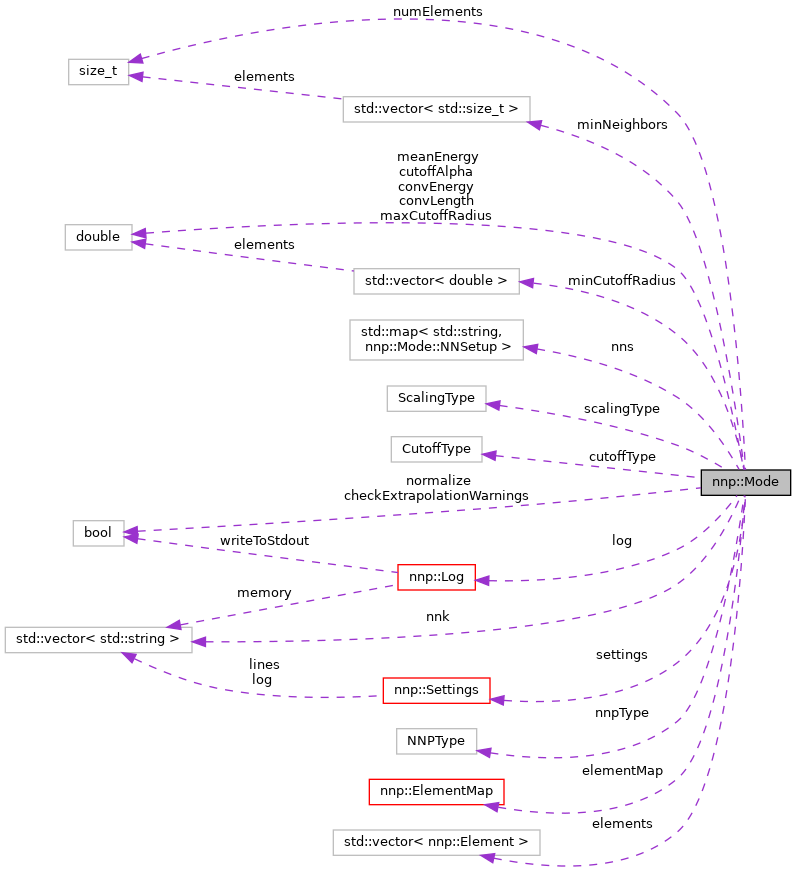 numElements
size_t
elements
std::vector< std::size_t >
minNeighbors
meanEnergy
cutoffAlpha
convEnergy
convLength
maxCutoffRadius
double
elements
std::vector< double >
minCutoffRadius
std::map< std::string,
nnp::Mode::NNSetup >
nns
ScalingType
scalingType
CutoffType
cutoffType
nnp::Mode
normalize
checkExtrapolationWarnings
bool
writeToStdout
log
nnp::Log
memory
nnk
std::vector< std::string >
lines
log
settings
nnp::Settings
nnpType
NNPType
elementMap
nnp::ElementMap
elements
std::vector< nnp::Element >